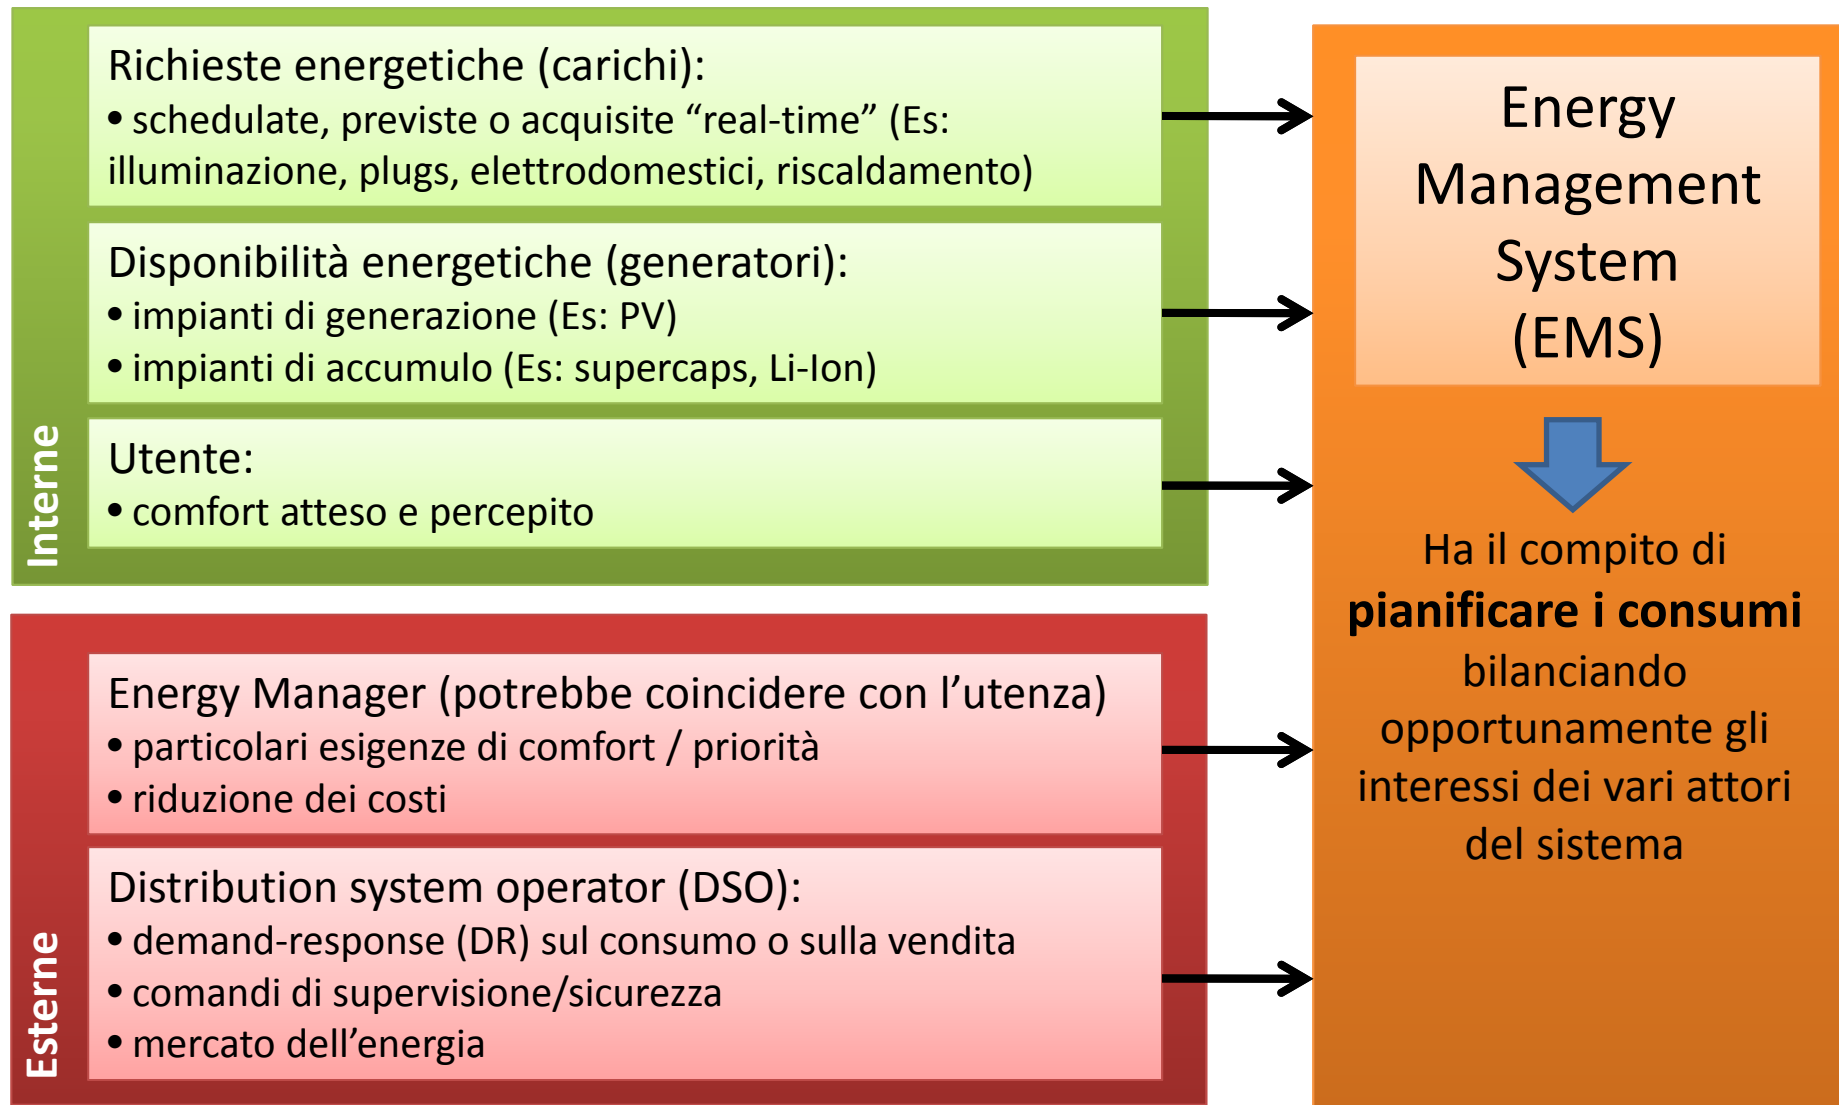 Interne
Richieste energetiche (carichi):
• schedulate, previste o acquisite “real-time” (Es:
illuminazione, plugs, elettrodomestici, riscaldamento)
Disponibilità energetiche (generatori):
• impianti di generazione (Es: PV)
• impianti di accumulo (Es: supercaps, Li-Ion)
Utente:
• comfort atteso e percepito
Esterne
Energy Manager (potrebbe coincidere con l’utenza)
• particolari esigenze di comfort / priorità
• riduzione dei costi
Distribution system operator (DSO):
• demand-response (DR) sul consumo o sulla vendita
• comandi di supervisione/sicurezza
• mercato dell’energia
Energy
Management
System
(EMS)
Ha il compito di
pianificare i consumi
bilanciando
opportunamente gli
interessi dei vari attori
del sistema